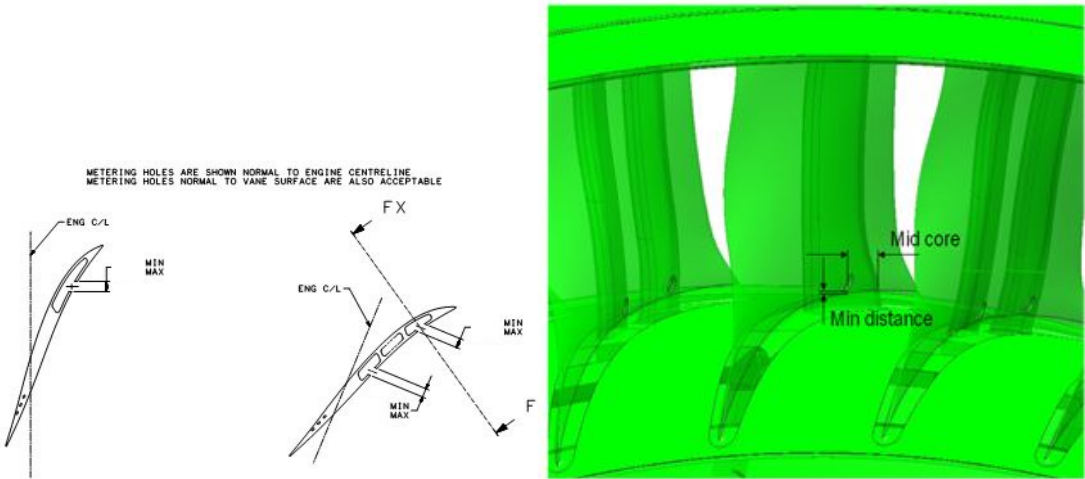 METERING HOLES ARE SHOWN NORMAL TO ENGINE CENTRELINE
METERING HOLES NORMAL TO VANE SURFACE ARE ALSO ACCEPTABLE
ENG C/L
MIN
MAX
FX
ENG C/L
MIN
MAX
MIN
MAX
F
Mid core
Min distance